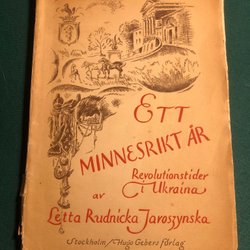 ETT
MINNESRIKT ÅR
Revolutionstider
i Ukraina
av
Letta Rudnicka Jaroszynska
Stockholm/Hugo Gebers förlag